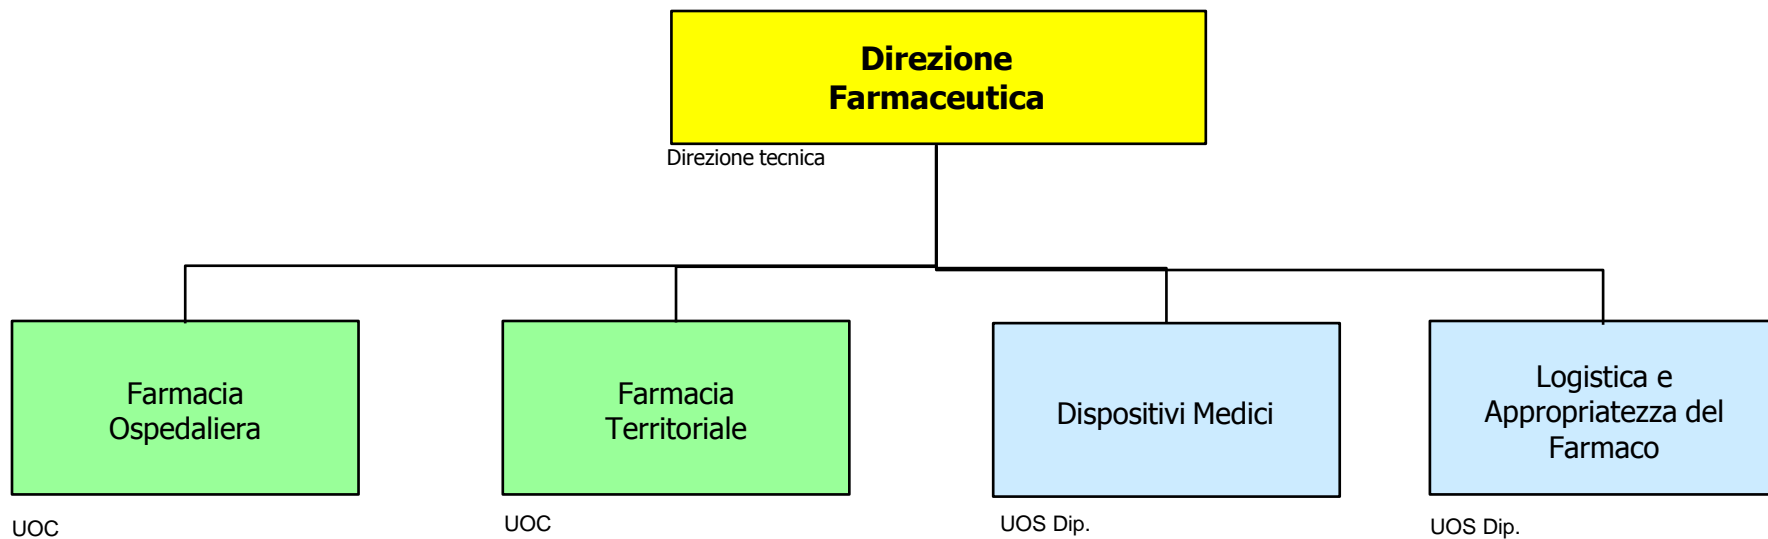 Direzione
Farmaceutica
Direzione tecnica
Farmacia
Ospedaliera
UOC
Farmacia
Territoriale
UOC
Dispositivi Medici
UOS Dip.
Logistica e
Appropriatezza del
Farmaco
UOS Dip.